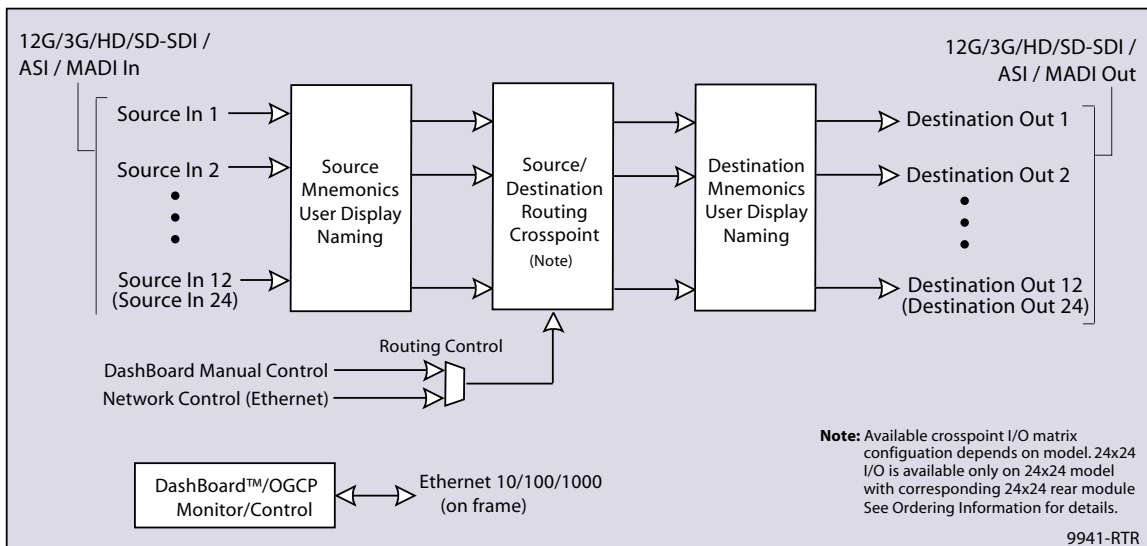 12G/3G/HD/SD-SDI /
ASI / MADI In
12G/3G/HD/SD-SDI /
ASI / MADI Out
Source In 1
Source In 2
Source In 12
(Source In 24)
Source
Mnemonics
User Display
Naming
Source/
Destination
Routing
Crosspoint
(Note)
Destination
Mnemonics
User Display
Naming
Destination Out 1
Destination Out 2
Destination Out 12
(Destination Out 24)
Routing Control
DashBoard Manual Control
Network Control (Ethernet)
DashBoard™/OGCP
Monitor/Control
Ethernet 10/100/1000
(on frame)
Note: Available crosspoint I/O matrix
configuation depends on model. 24x24
I/O is available only on 24x24 model
with corresponding 24x24 rear module
See Ordering Information for details.
9941-RTR